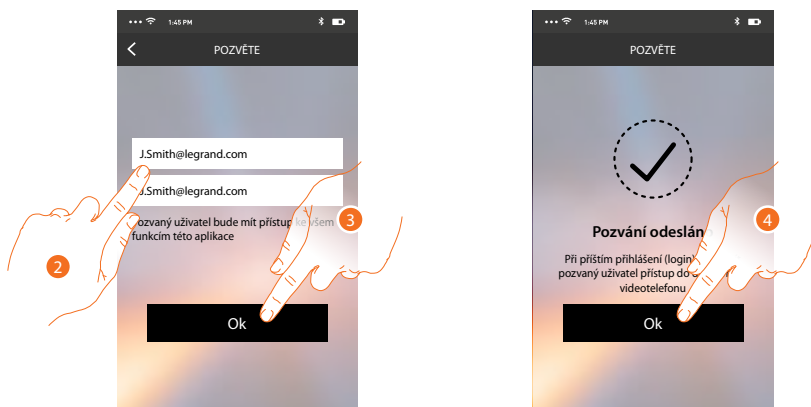 1:45 PM
POZVĚTE
J.Smith@legrand.com
J.Smith@legrand.com
ozvaný uživatel bude mít přístup ke všem
funkcím této aplikace
Ok
2
3
1:45 PM
POZVĚTE
Pozvání odeslán
Při příštím přihlášení (login)
pozvaný uživatel přístup do
videotelefonu
Ok
4